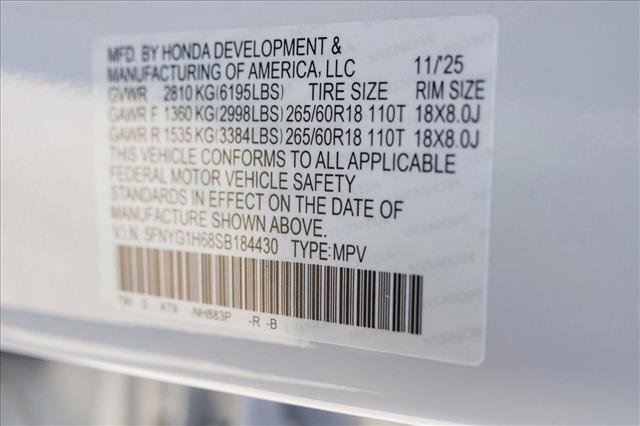 MFD. BY HONDA DEVELOPMENT &
MANUFACTURING OF AMERICA, LLC 11/'25
GVWR 2810 KG(6195LBS) TIRE SIZE RIM SIZE
GAWR F 1360 KG(2998LBS) 265/60R18 110T 18X8.0J
GAWR R 1535 KG(3384LBS) 265/60R18 110T 18X8.0J
THIS VEHICLE CONFORMS TO ALL APPLICABLE
FEDERAL MOTOR VEHICLE SAFETY
STANDARDS IN EFFECT ON THE DATE OF
MANUFACTURE SHOWN ABOVE.
V.I.N. 5FNYG1H68SB184430 TYPE:MPV
S AT9 -NH883P -R -B